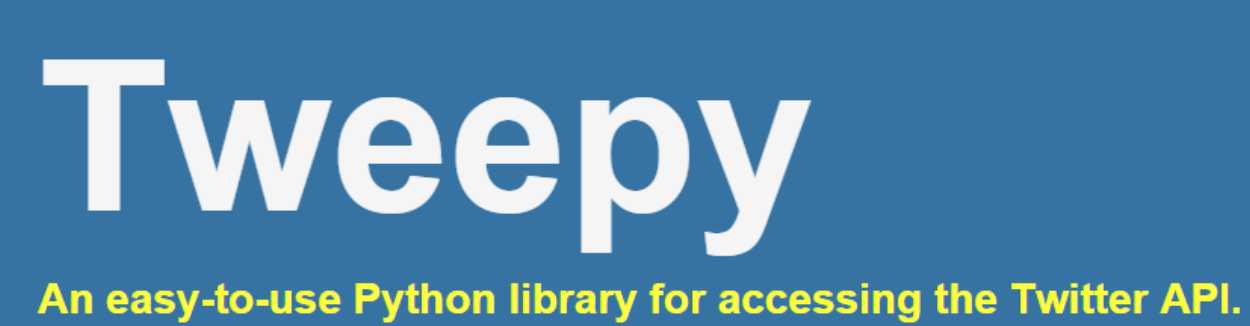 Tweepy
An easy-to-use Python library for accessing the Twitter API.